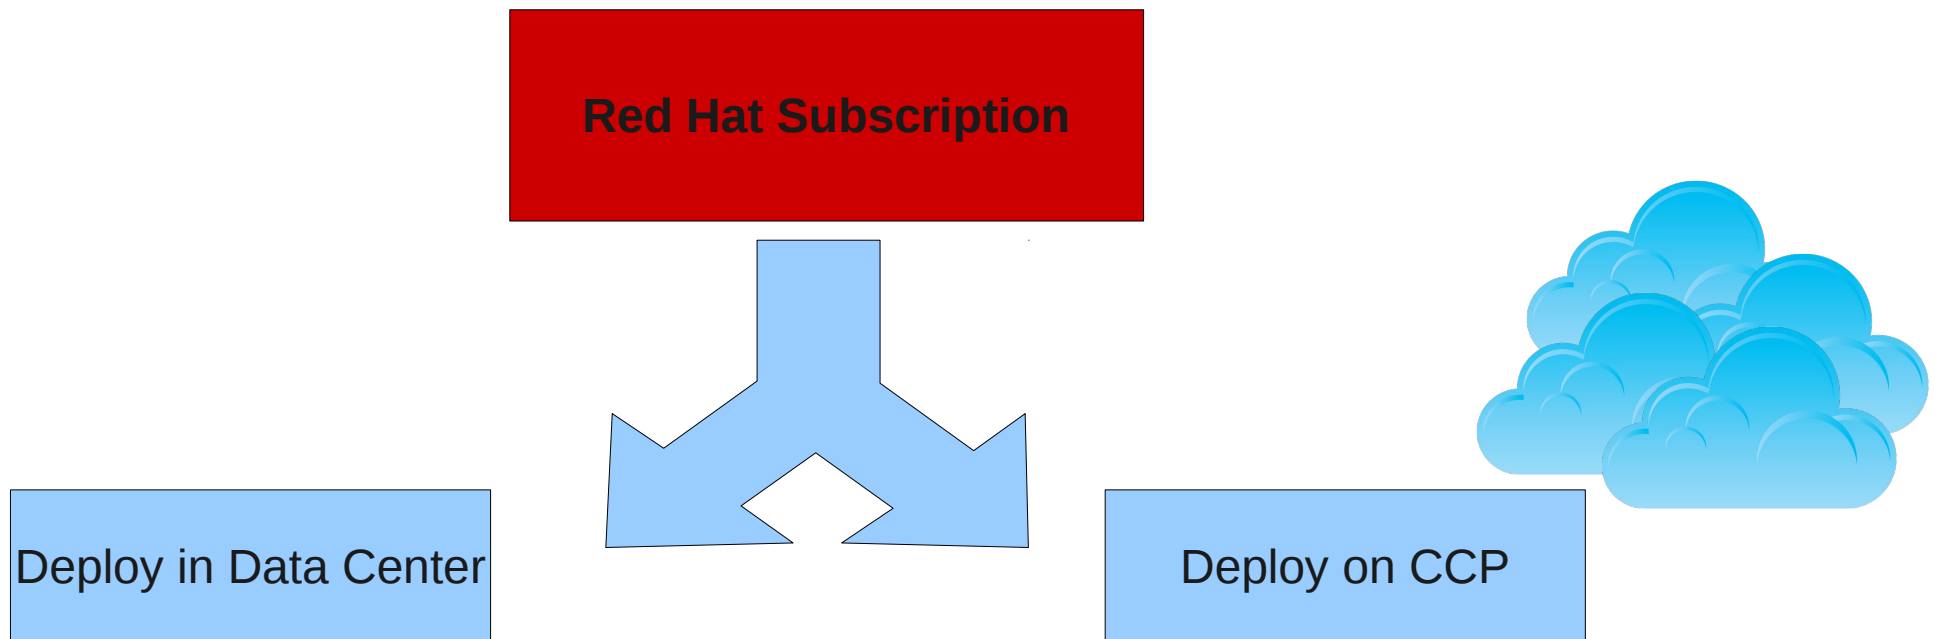 Red Hat Subscription
Deploy in Data Center
Deploy on CCP